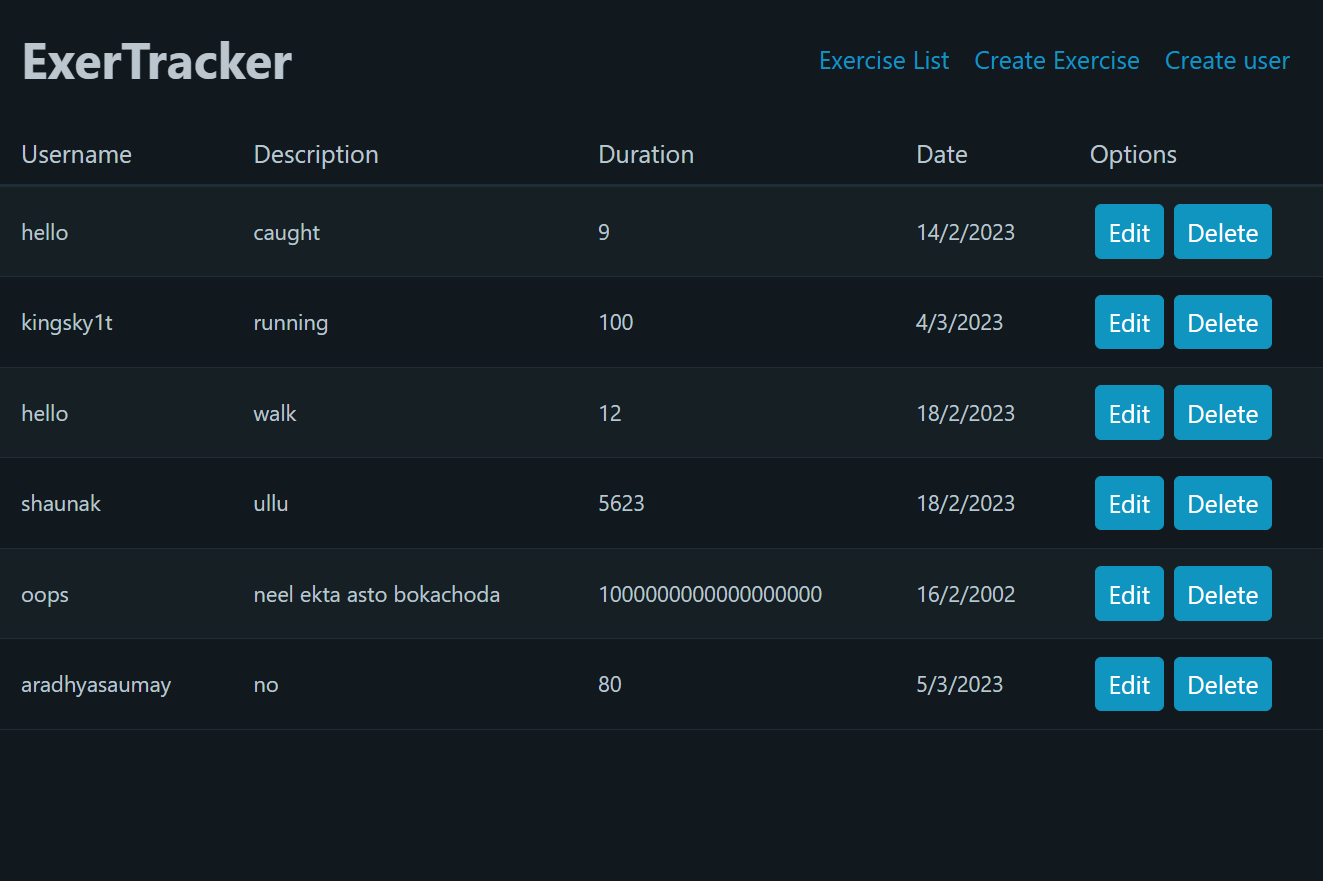 ExerTracker
Exercise List Create Exercise Create user
Username Description Duration Date Options
hello caught 9 14/2/2023 Edit Delete
kingsky1t running 100 4/3/2023 Edit Delete
hello walk 12 18/2/2023 Edit Delete
shaunak ullu 5623 18/2/2023 Edit Delete
oops neel ekta asto bokachoda 1000000000000000000 16/2/2002 Edit Delete
aradhyasaumay no 80 5/3/2023 Edit Delete